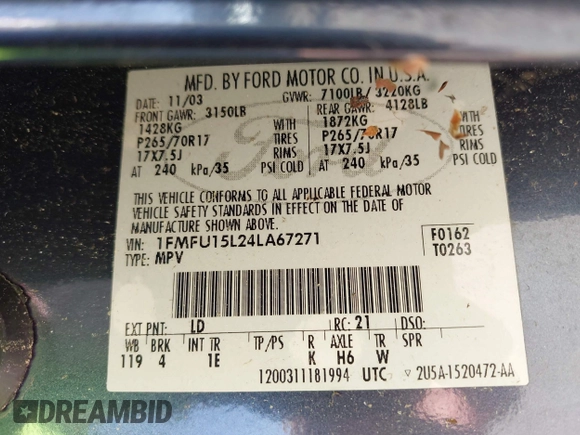 MFD. BY FORD MOTOR CO. IN U.S.A.
DATE: 11/03 GVWR: 7100LB/ 3220KG
FRONT GAWR: 3150LB REAR GAWR: 4128LB
1428KG WITH 1872KG WITH
P265/70R17 TIRES P265/70R17 TIRES
17X7.5J RIMS 17X7.5J RIMS
AT 240 kPa/35 PSI COLD AT 240 kPa/35 PSI COLD
THIS VEHICLE CONFORMS TO ALL APPLICABLE FEDERAL MOTOR
VEHICLE SAFETY STANDARDS IN EFFECT ON THE DATE OF
MANUFACTURE SHOWN ABOVE.
VIN: 1FMFU15L24LA67271 F0162
TYPE: MPV T0263
EXT PNT: LD RC: 21 DSO:
WB BRK INT TR TP/PS R AXLE TR SPR
119 4 1E K H6 W
1200311181994 UTC ▽ 2U5A-1520472-AA
Ford
DREAMBID